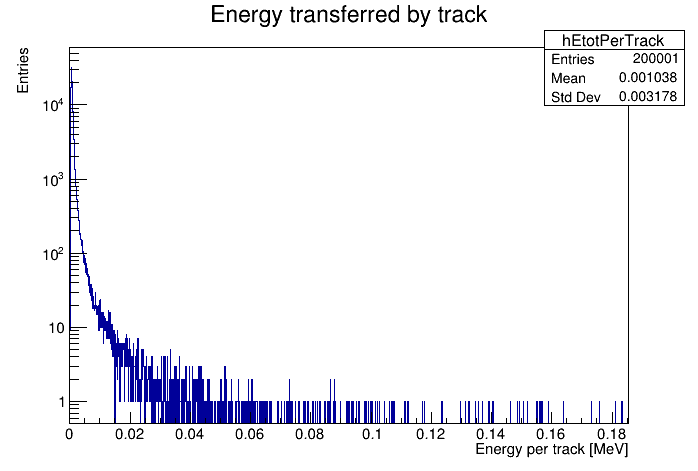 Energy transferred by track
hEtotPerTrack
Entries 200001
Mean 0.001038
Std Dev 0.003178
Entries
10^4
10^3
10^2
10
1
0 0.02 0.04 0.06 0.08 0.1 0.12 0.14 0.16 0.18
Energy per track [MeV]